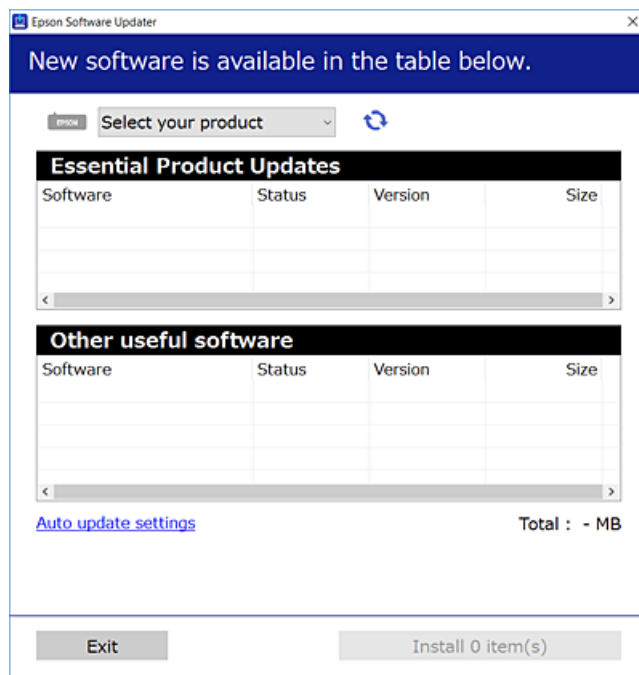 Epson Software Updater
New software is available in the table below.
EPSON Select your product
Essential Product Updates
Software Status Version Size
Other useful software
Software Status Version Size
Auto update settings Total : - MB
Exit Install 0 item(s)